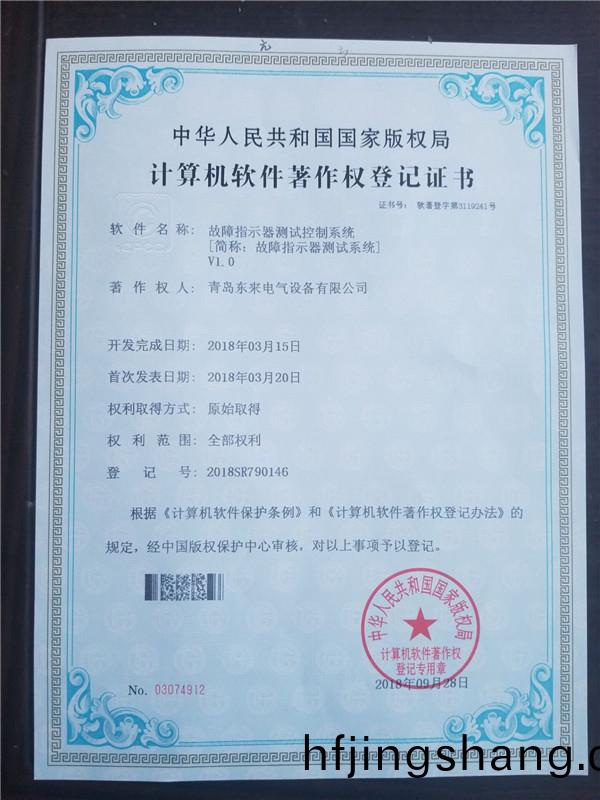 中华人民共和国国家版权局
计算机软件著作权登记证书
证书号： 软著登字第3119241号
软件名称： 故障指示器测试控制系统
[简称：故障指示器测试系统]
V1.0
著作权人： 青岛东来电气设备有限公司
开发完成日期： 2018年03月15日
首次发表日期： 2018年03月20日
权利取得方式： 原始取得
权利范围： 全部权利
登记号： 2018SR790146
根据《计算机软件保护条例》和《计算机软件著作权登记办法》的
规定，经中国版权保护中心审核，对以上事项予以登记。
中华人民共和国国家版权局
计算机软件著作权
登记专用章
No. 03074912
2018年09月28日
hfjingshang.c